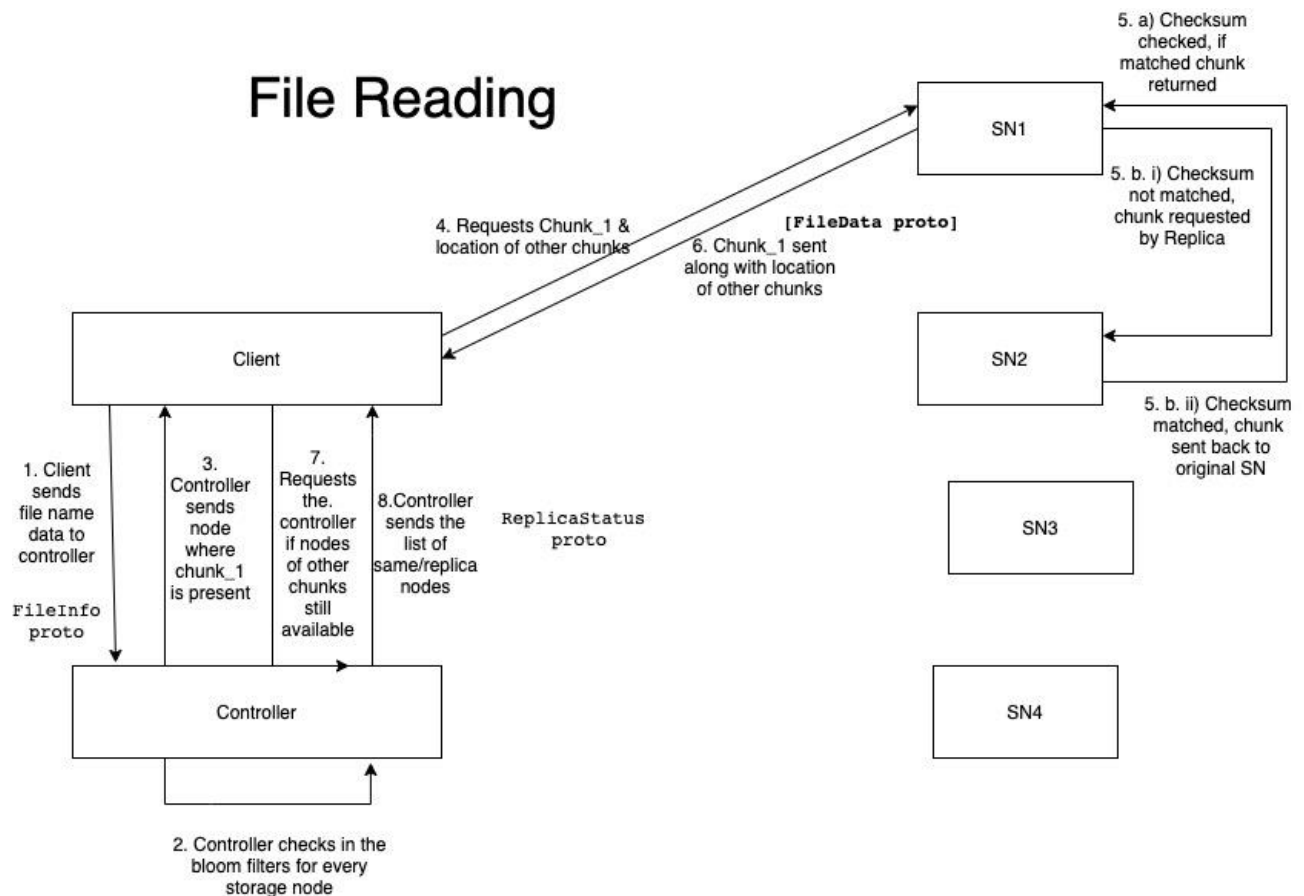 File Reading
5. a) Checksum
checked, if
matched chunk
returned
SN1
5. b. i) Checksum
not matched,
chunk requested
by Replica
4. Requests Chunk_1 &
location of other chunks
[FileData proto]
6. Chunk_1 sent
along with location
of other chunks
Client
SN2
5. b. ii) Checksum
matched, chunk
sent back to
original SN
1. Client
sends
file name
data to
controller
FileInfo
proto
3.
Controller
sends
node
where
chunk_1
is present
7.
Requests
the.
controller
if nodes
of other
chunks
still
available
8.Controller
sends the
list of
same/replica
nodes
ReplicaStatus
proto
SN3
Controller
SN4
2. Controller checks in the
bloom filters for every
storage node